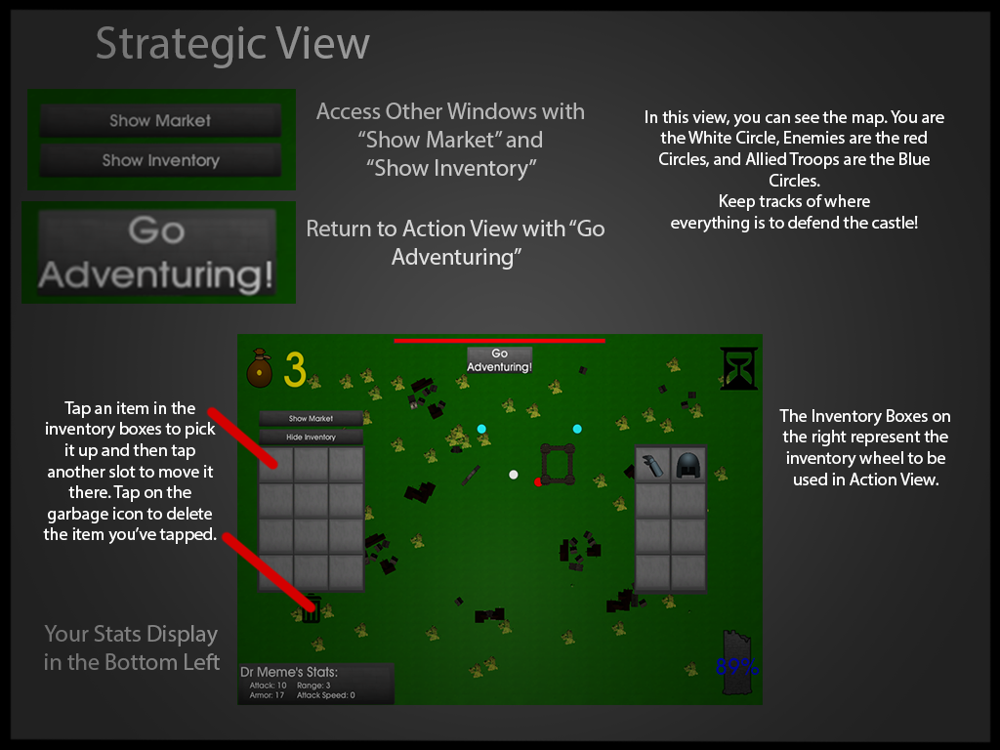 Strategic View
Show Market
Show Inventory
Access Other Windows with
“Show Market” and
“Show Inventory”
In this view, you can see the map. You are
the White Circle, Enemies are the red
Circles, and Allied Troops are the Blue
Circles.
Keep tracks of where
everything is to defend the castle!
Go
Adventuring!
Return to Action View with “Go
Adventuring”
3
Go
Adventuring!
Show Market
Hide Inventory
Tap an item in the
inventory boxes to pick
it up and then tap
another slot to move it
there. Tap on the
garbage icon to delete
the item you’ve tapped.
The Inventory Boxes on
the right represent the
inventory wheel to be
used in Action View.
Your Stats Display
in the Bottom Left
Dr Meme's Stats:
Attack: 10 Range: 3
Armor: 17 Attack Speed: 0
89%